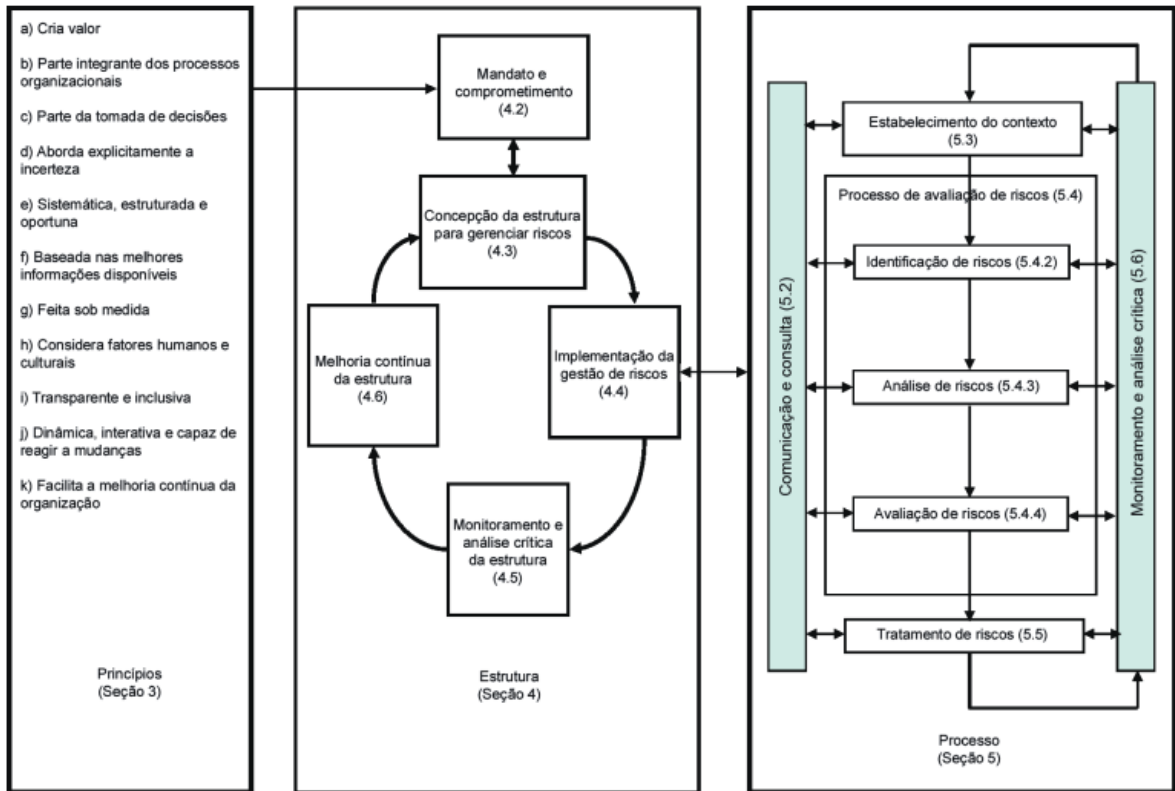 a) Cria valor
b) Parte integrante dos processos
organizacionais
c) Parte da tomada de decisões
d) Aborda explicitamente a
incerteza
e) Sistemática, estruturada e
oportuna
f) Baseada nas melhores
informações disponíveis
g) Feita sob medida
h) Considera fatores humanos e
culturais
i) Transparente e inclusiva
j) Dinâmica, interativa e capaz de
reagir a mudanças
k) Facilita a melhoria contínua da
organização
Princípios
(Seção 3)
Mandato e
comprometimento
(4.2)
Concepção da estrutura
para gerenciar riscos
(4.3)
Implementação da
gestão de riscos
(4.4)
Melhoria contínua
da estrutura
(4.6)
Monitoramento e
análise crítica
da estrutura
(4.5)
Estrutura
(Seção 4)
Comunicação e consulta (5.2)
Estabelecimento do contexto
(5.3)
Processo de avaliação de riscos (5.4)
Identificação de riscos (5.4.2)
Análise de riscos (5.4.3)
Avaliação de riscos (5.4.4)
Tratamento de riscos (5.5)
Monitoramento e análise crítica (5.6)
Processo
(Seção 5)